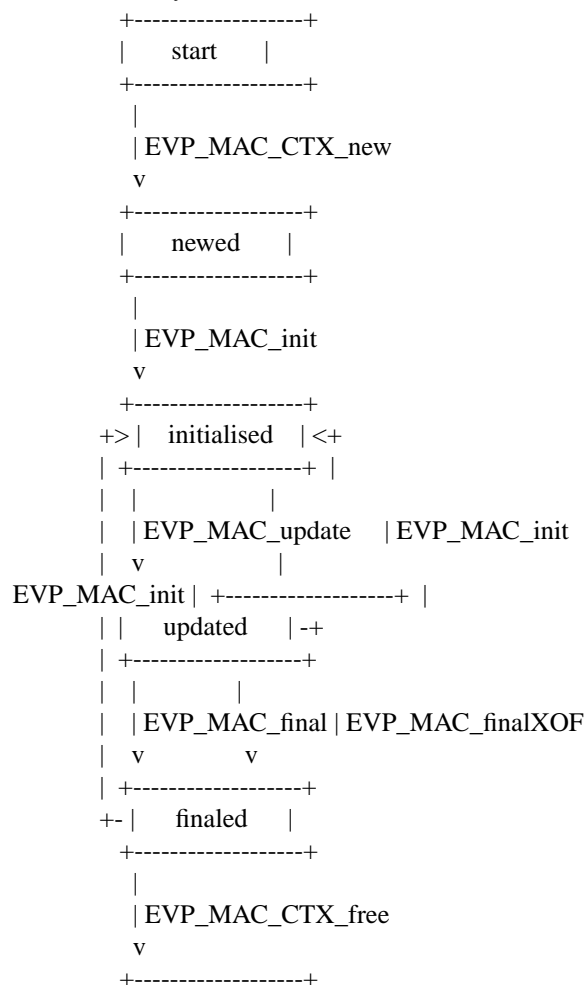 +-------------------+
| start |
+-------------------+
|
| EVP_MAC_CTX_new
v
+-------------------+
| newed |
+-------------------+
|
| EVP_MAC_init
v
+-------------------+
+> | initialised | <+
| +-------------------+ |
| | |
| | EVP_MAC_update | EVP_MAC_init
| v |
EVP_MAC_init | +-------------------+ |
| | updated | -+
| +-------------------+
| | |
| | EVP_MAC_final | EVP_MAC_finalXOF
| v v
| +-------------------+
+- | finaled |
+-------------------+
|
| EVP_MAC_CTX_free
v
+-------------------+